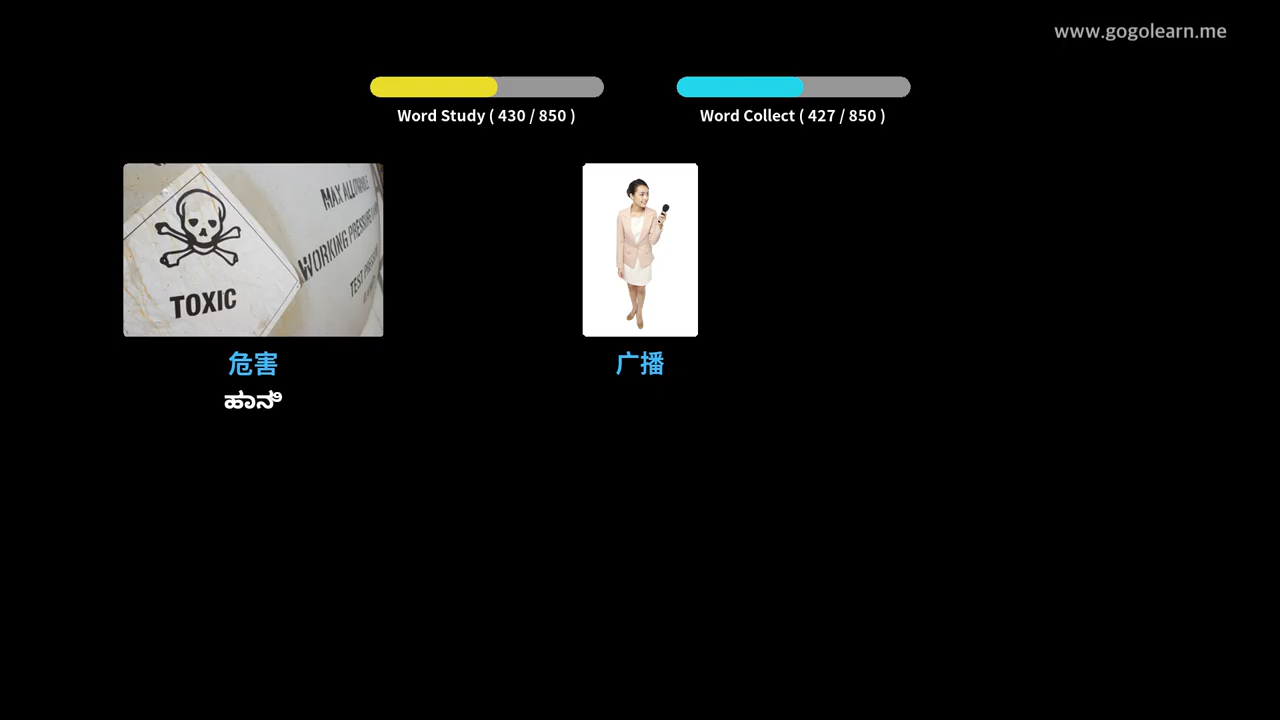 www.gogolearn.me
Word Study ( 430 / 850 )
Word Collect ( 427 / 850 )
MAX ALLOWABLE
WORKING PRESSURE
TEST
TOXIC
危害
广播
ಹಾನಿ